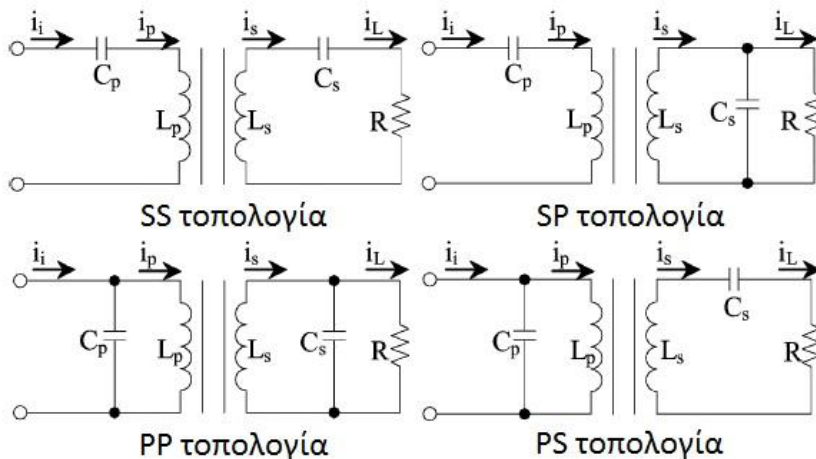 i_i i_p i_s i_L i_i i_p i_s i_L
C_p C_s C_p
L_p L_s R L_p L_s C_s R
SS τοπολογία SP τοπολογία
i_i i_p i_s i_L i_i i_p i_s i_L
C_p L_p L_s C_s R C_p L_p L_s C_s R
PP τοπολογία PS τοπολογία